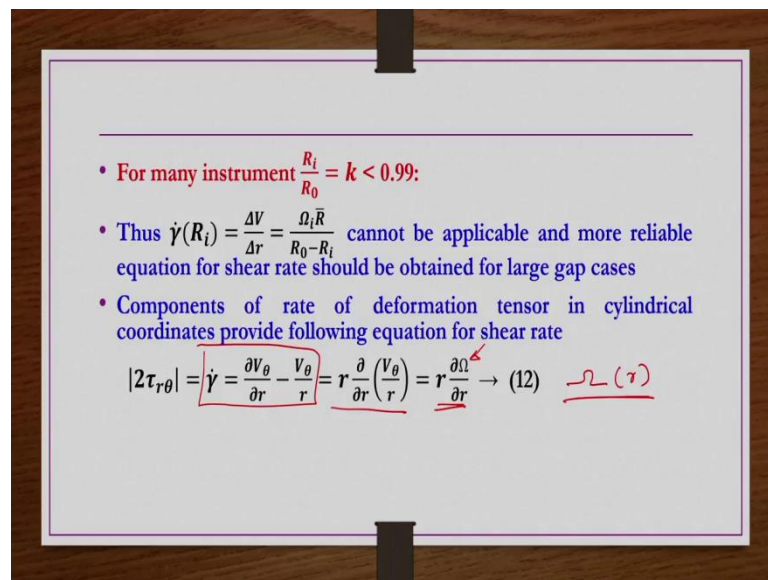 • For many instrument R_i/R_0 = k < 0.99:
• Thus γ̇(R_i) = ΔV/Δr = Ω_i R̄/(R_0−R_i) cannot be applicable and more reliable
equation for shear rate should be obtained for large gap cases
• Components of rate of deformation tensor in cylindrical
coordinates provide following equation for shear rate
|2τ_rθ| = γ̇ = ∂V_θ/∂r − V_θ/r = r ∂/∂r (V_θ/r) = r ∂Ω/∂r → (12) Ω(r)